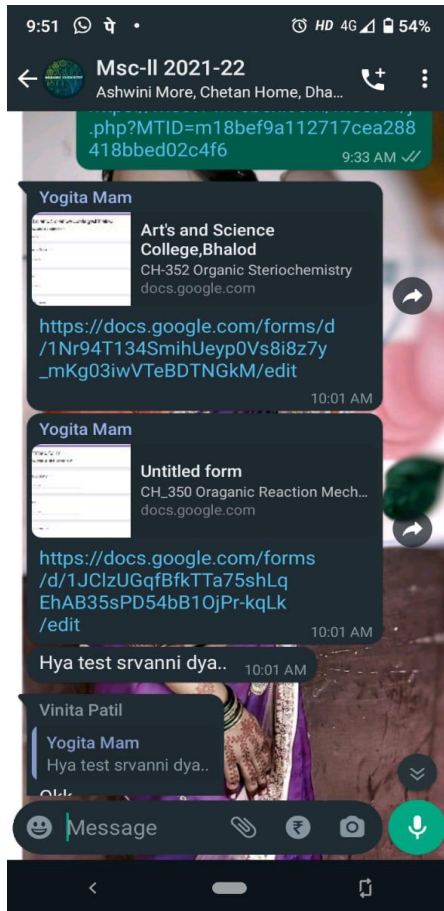 9:51 पे • HD 4G 54%
Msc-ll 2021-22
Ashwini More, Chetan Home, Dha...
.php?MTID=m18bef9a112717cea288
418bbed02c4f6
9:33 AM
Yogita Mam
Art's and Science
College,Bhalod
CH-352 Organic Steriochemistry
docs.google.com
https://docs.google.com/forms/d
/1Nr94T134SmihUeyp0Vs8i8z7y
_mKg03iwVTeBDTNGkM/edit
10:01 AM
Yogita Mam
Untitled form
CH_350 Oraganic Reaction Mech...
docs.google.com
https://docs.google.com/forms
/d/1JClzUGqfBfkTTa75shLq
EhAB35sPD54bB1OjPr-kqLk
/edit
10:01 AM
Hya test srvanni dya.. 10:01 AM
Vinita Patil
Yogita Mam
Hya test srvanni dya..
Okk
Message